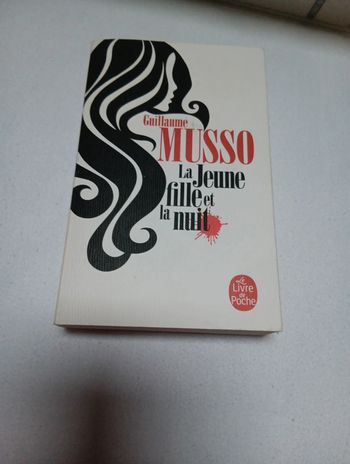 Guillaume
MUSSO
La Jeune
fille et
la nuit
Le
Livre
de
Poche